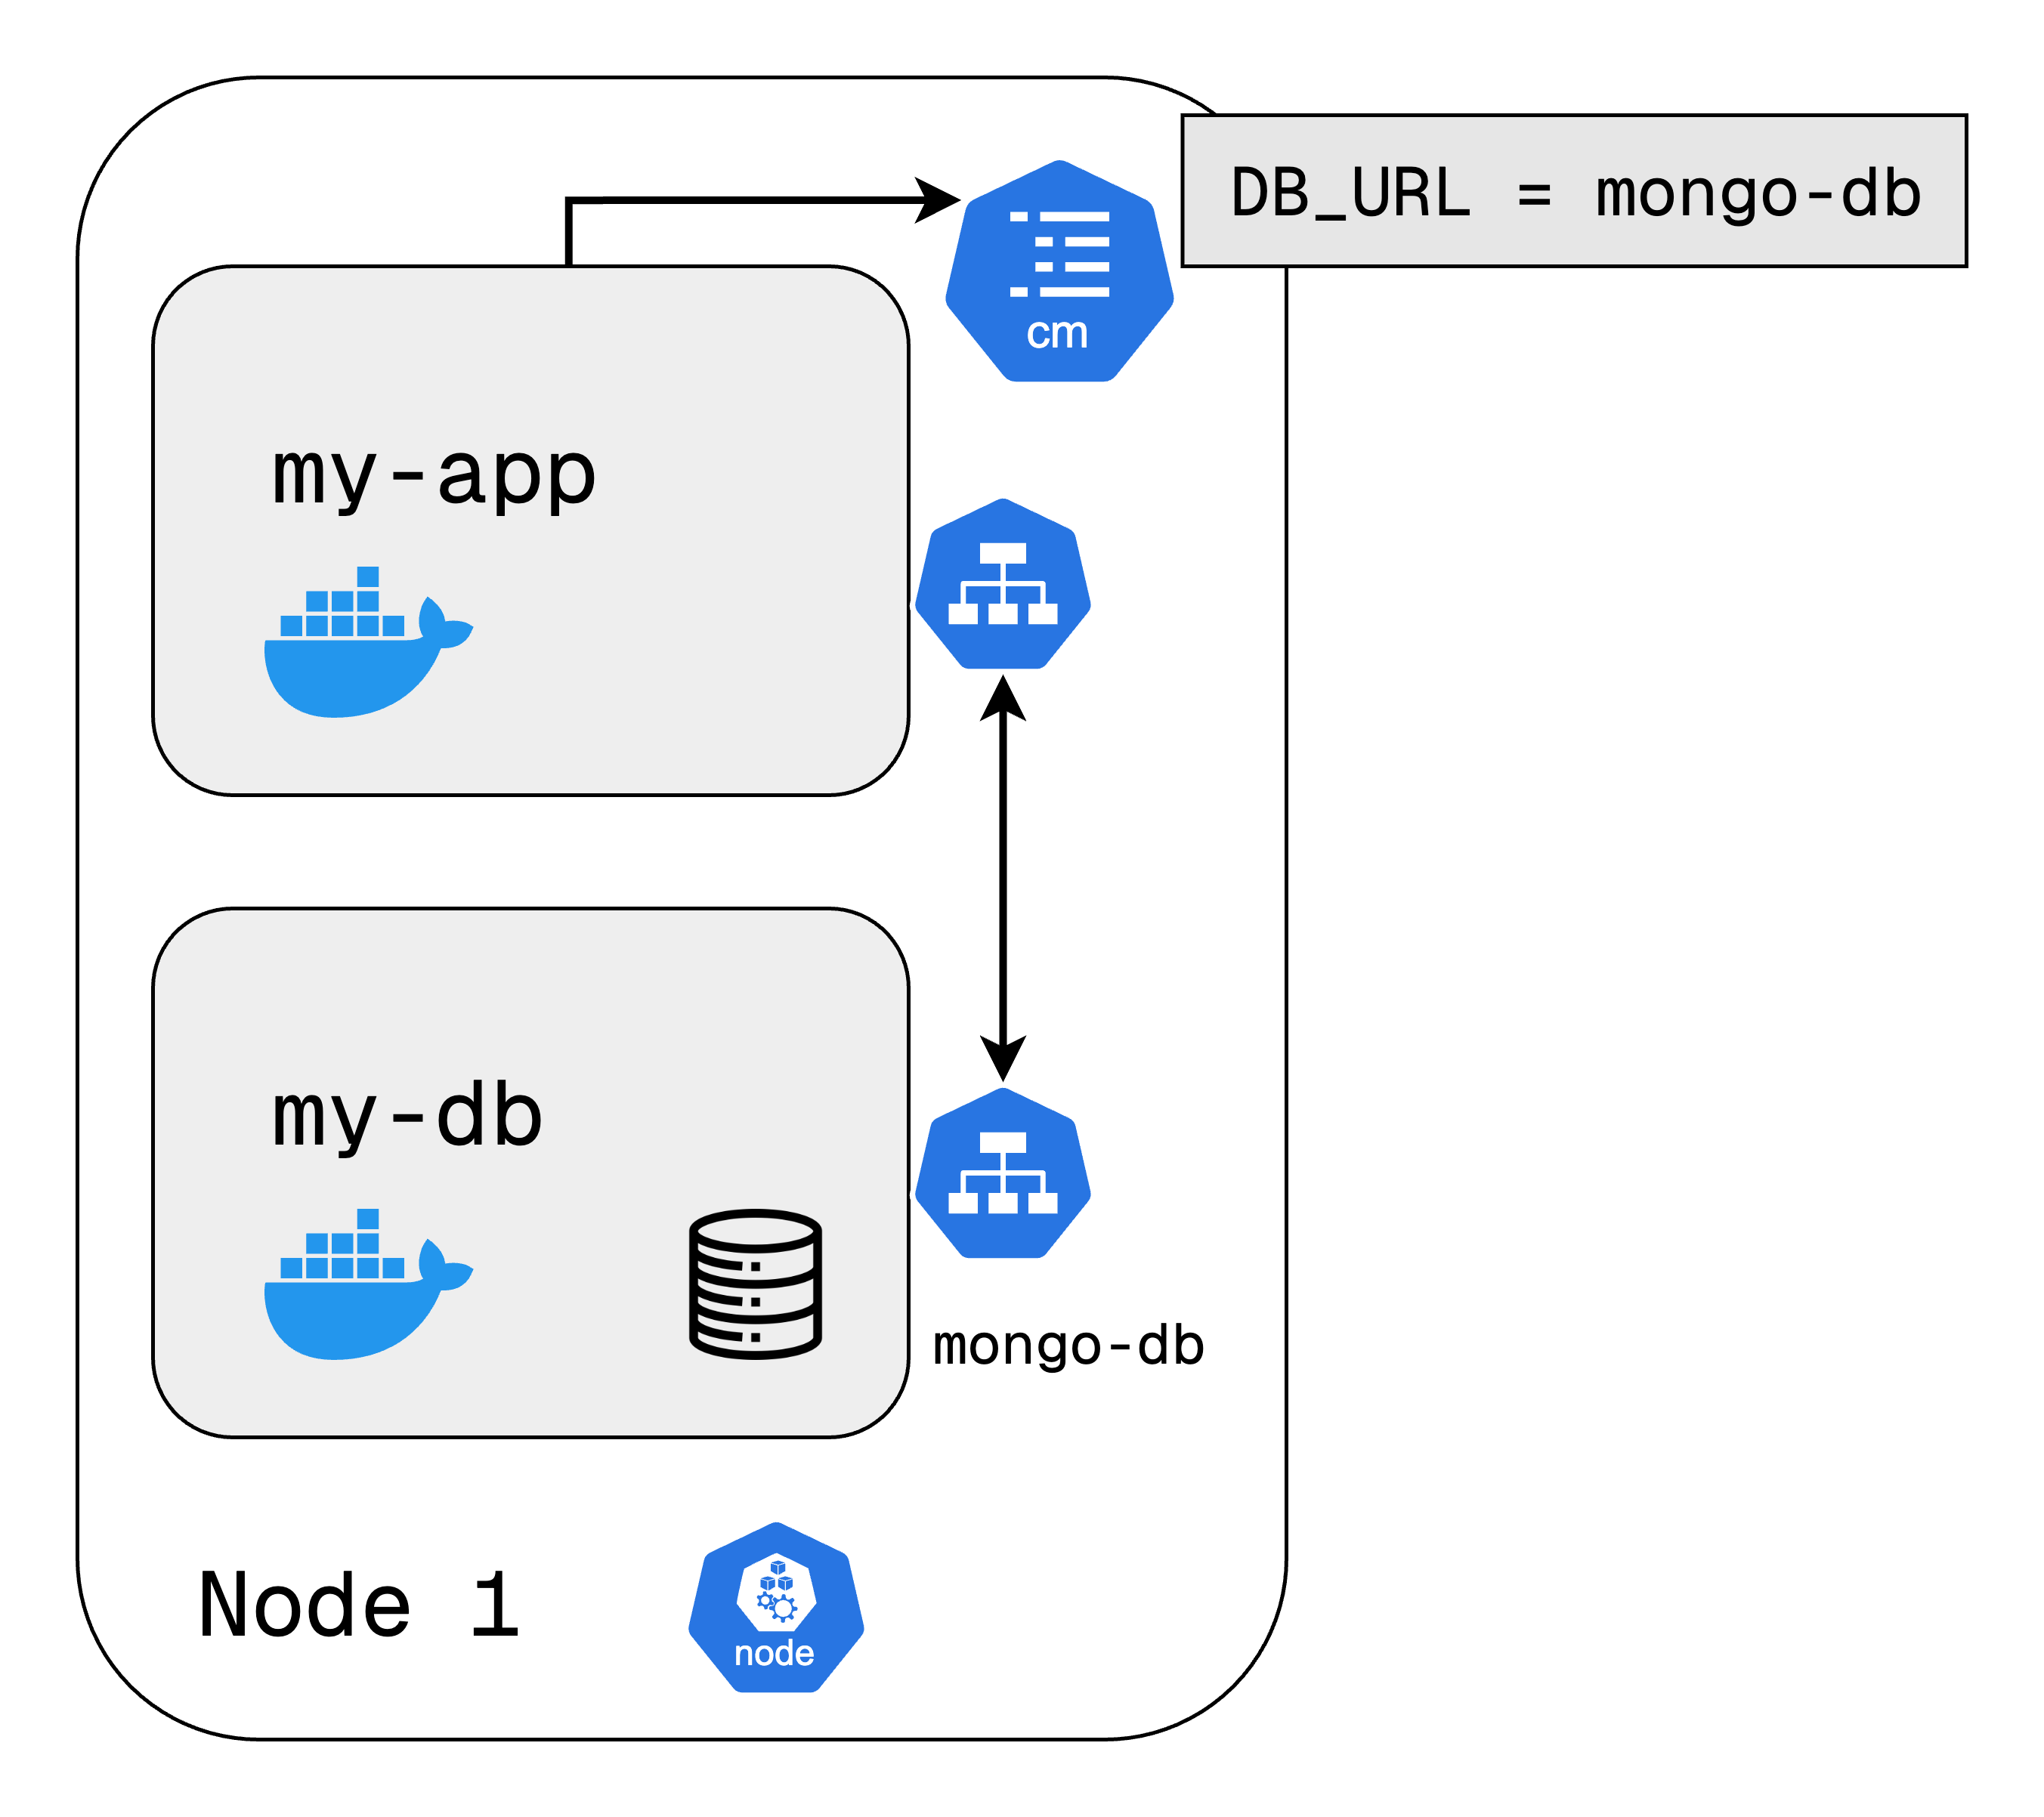 DB_URL = mongo-db
cm
my-app
my-db
mongo-db
Node 1
node